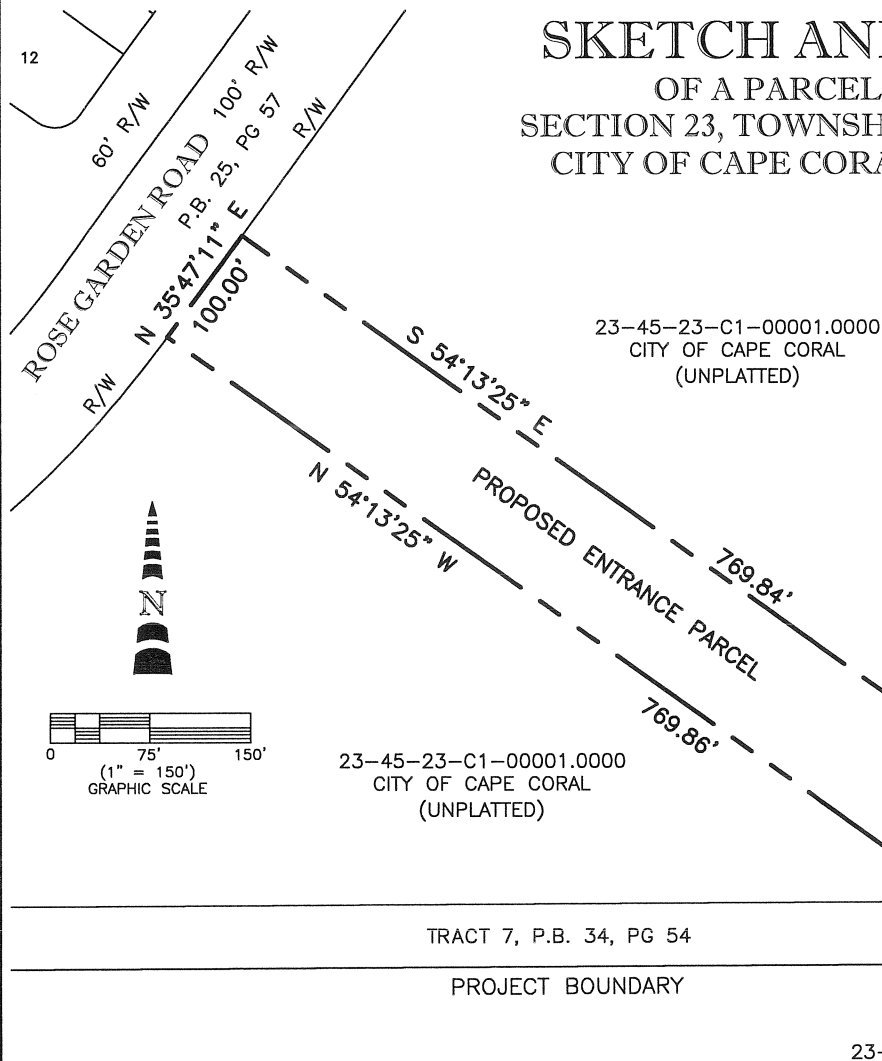 SKETCH AN
OF A PARCEL
SECTION 23, TOWNSH
CITY OF CAPE CORA
12
60' R/W
ROSE GARDEN ROAD 100' R/W
P.B. 25, PG 57
R/W
N 35°47'11" E
100.00'
R/W
23-45-23-C1-00001.0000
CITY OF CAPE CORAL
(UNPLATTED)
S 54°13'25" E
769.84'
PROPOSED ENTRANCE PARCEL
N 54°13'25" W
769.86'
N
0 75' 150'
(1" = 150')
GRAPHIC SCALE
23-45-23-C1-00001.0000
CITY OF CAPE CORAL
(UNPLATTED)
TRACT 7, P.B. 34, PG 54
PROJECT BOUNDARY
23-